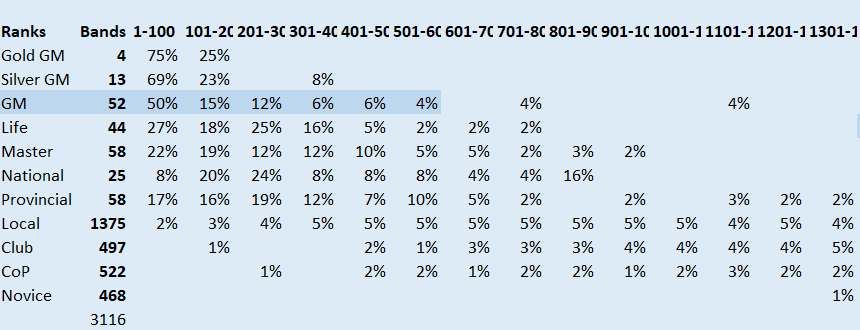 Ranks Bands 1-100 101-20 201-30 301-40 401-50 501-60 601-70 701-80 801-90 901-10 1001-1 1101-1 1201-1 1301-1
Gold GM 4 75% 25%
Silver GM 13 69% 23% 8%
GM 52 50% 15% 12% 6% 6% 4% 4% 4%
Life 44 27% 18% 25% 16% 5% 2% 2% 2%
Master 58 22% 19% 12% 12% 10% 5% 5% 2% 3% 2%
National 25 8% 20% 24% 8% 8% 8% 4% 4% 16%
Provincial 58 17% 16% 19% 12% 7% 10% 5% 2% 2% 3% 2% 2%
Local 1375 2% 3% 4% 5% 5% 5% 5% 5% 5% 5% 5% 4% 5% 4%
Club 497 1% 2% 1% 3% 3% 3% 4% 4% 4% 4% 5%
CoP 522 1% 2% 2% 1% 2% 2% 1% 2% 3% 2% 2%
Novice 468 1%
3116